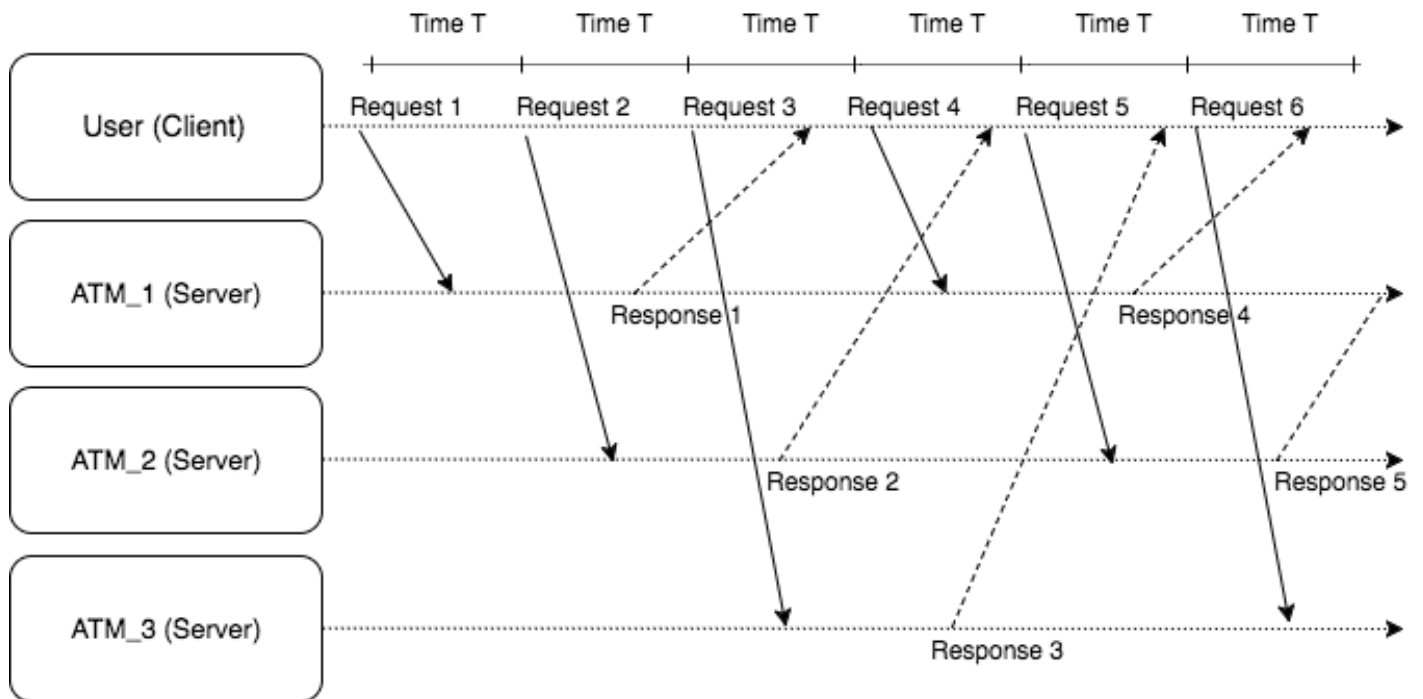 Time T Time T Time T Time T Time T Time T
Request 1 Request 2 Request 3 Request 4 Request 5 Request 6
User (Client)
ATM_1 (Server)
Response 1 Response 4
ATM_2 (Server)
Response 2 Response 5
ATM_3 (Server)
Response 3